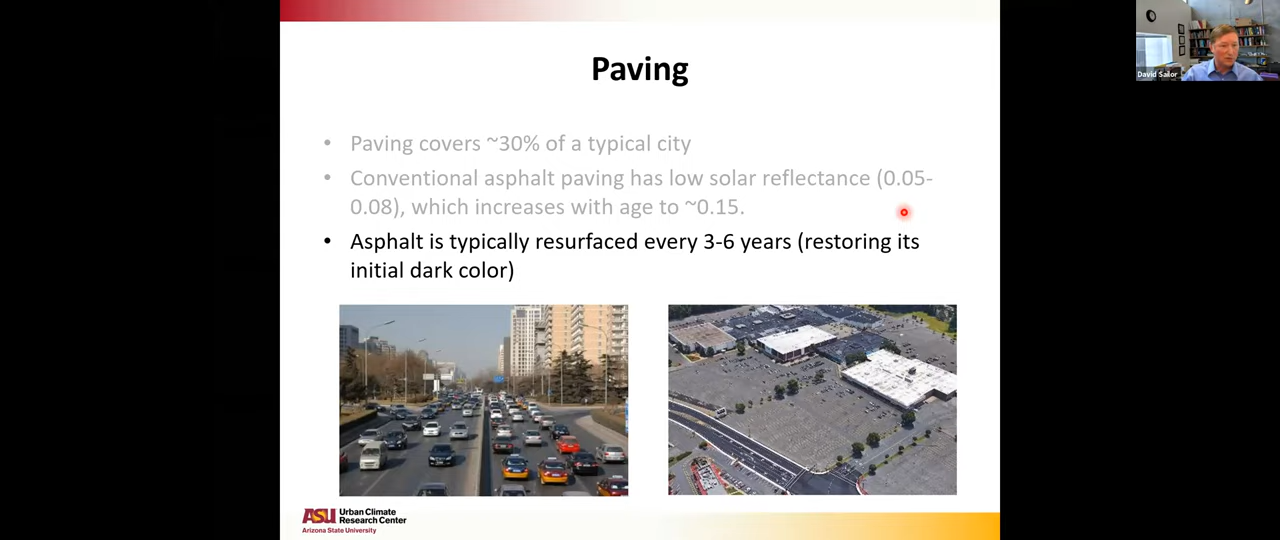 Paving
• Paving covers ~30% of a typical city
• Conventional asphalt paving has low solar reflectance (0.05-
0.08), which increases with age to ~0.15.
• Asphalt is typically resurfaced every 3-6 years (restoring its
initial dark color)
ASU Urban Climate
Research Center
Arizona State University
David Sailor